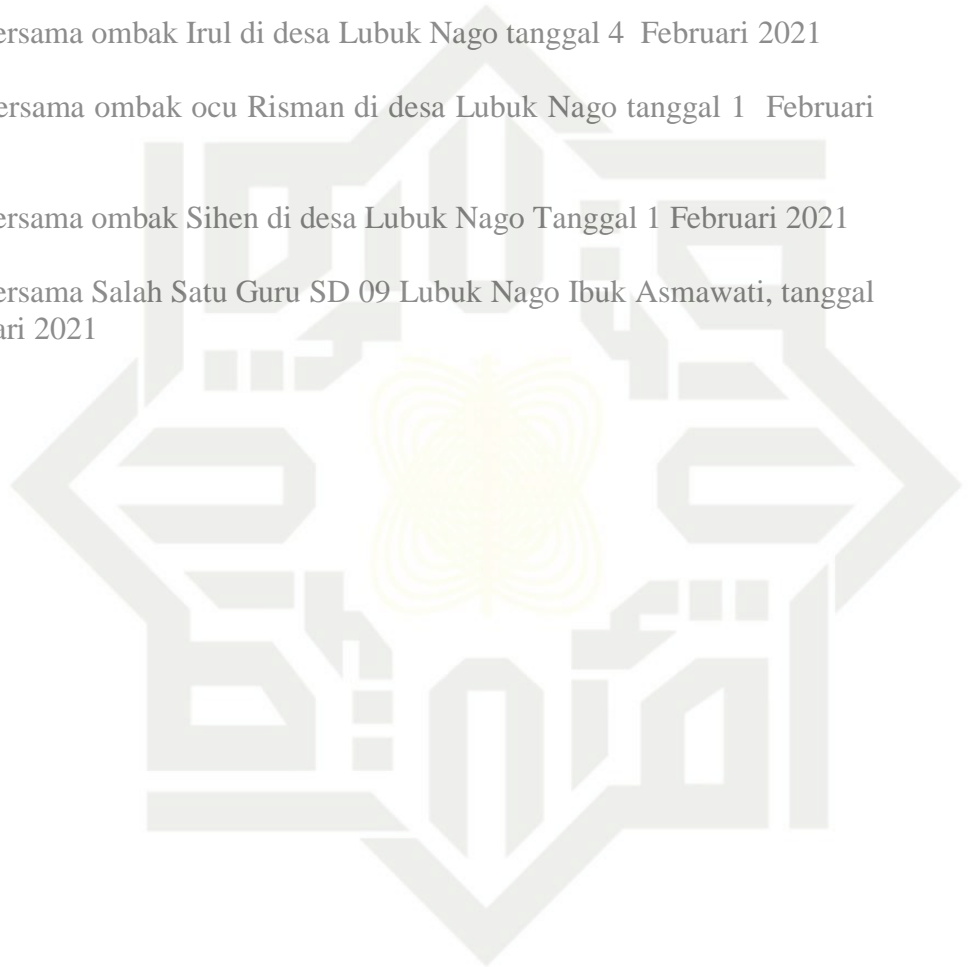 ersama ombak Irul di desa Lubuk Nago tanggal 4 Februari 2021
ersama ombak ocu Risman di desa Lubuk Nago tanggal 1 Februari
ersama ombak Sihen di desa Lubuk Nago Tanggal 1 Februari 2021
ersama Salah Satu Guru SD 09 Lubuk Nago Ibuk Asmawati, tanggal
ari 2021